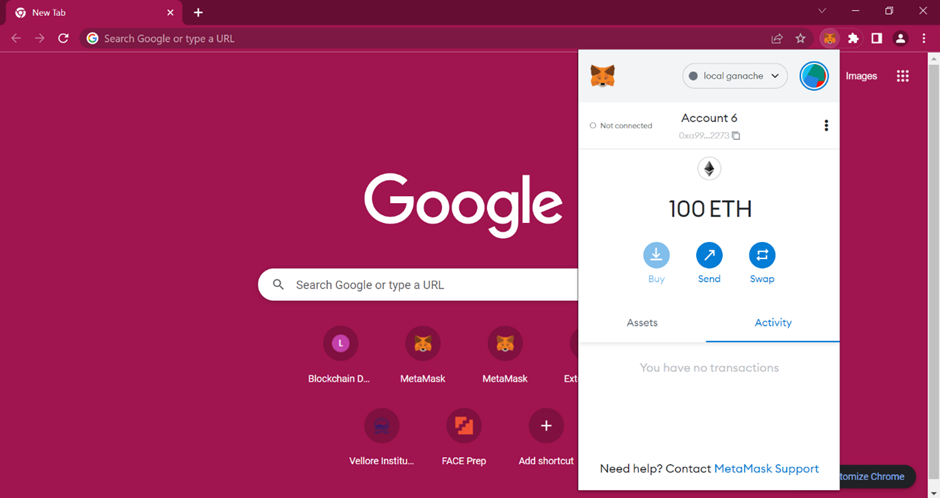 New Tab
Search Google or type a URL
local ganache
Images
Not connected
Account 6
0xa99...2273
Google
100 ETH
Buy
Send
Swap
Search Google or type a URL
Assets
Activity
You have no transactions
L
Blockchain D...
MetaMask
MetaMask
Ext
Vellore Institu...
FACE Prep
Add shortcut
Need help? Contact MetaMask Support
tomize Chrome